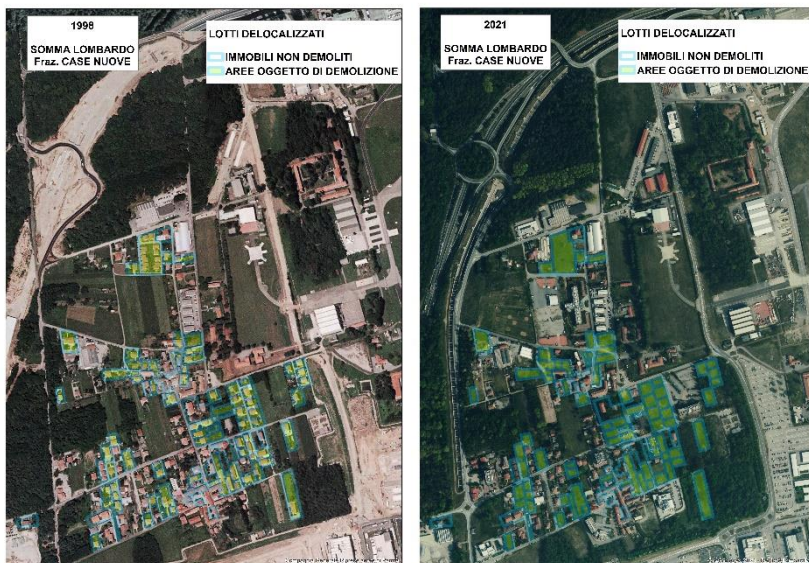 1998
SOMMA LOMBARDO
Fraz. CASE NUOVE
LOTTI DELOCALIZZATI
IMMOBILI NON DEMOLITI
AREE OGGETTO DI DEMOLIZIONE
2021
SOMMA LOMBARDO
Fraz. CASE NUOVE
LOTTI DELOCALIZZATI
IMMOBILI NON DEMOLITI
AREE OGGETTO DI DEMOLIZIONE